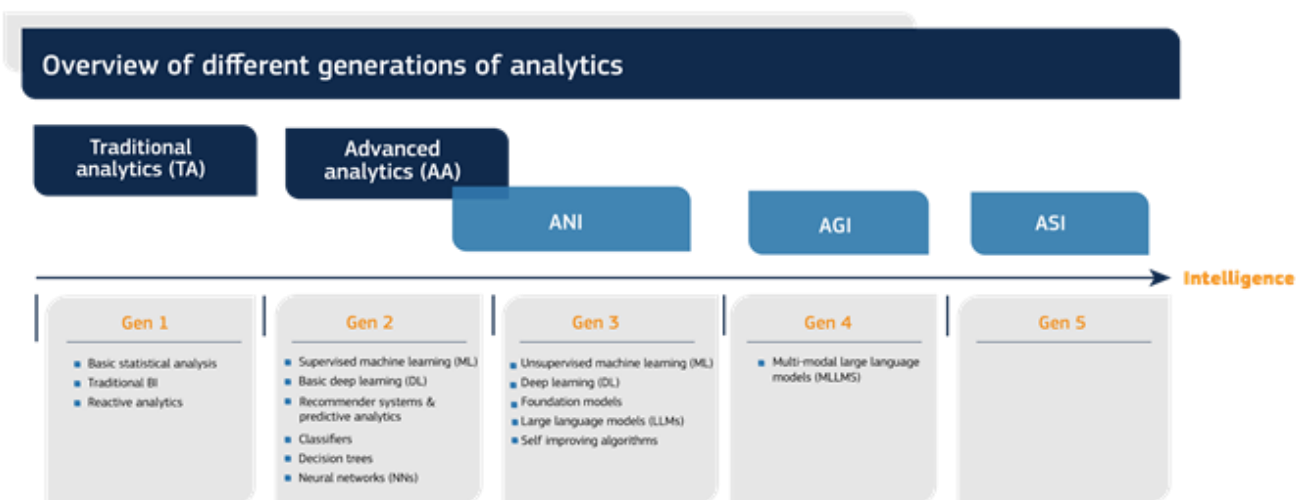 Overview of different generations of analytics
Traditional
analytics (TA)
Advanced
analytics (AA)
ANI
AGI
ASI
Intelligence
Gen 1
Basic statistical analysis
Traditional BI
Reactive analytics
Gen 2
Supervised machine learning (ML)
Basic deep learning (DL)
Recommender systems &
predictive analytics
Classifiers
Decision trees
Neural networks (NNs)
Gen 3
Unsupervised machine learning (ML)
Deep learning (DL)
Foundation models
Large language models (LLMs)
Self improving algorithms
Gen 4
Multi-modal large language
models (MLLMS)
Gen 5